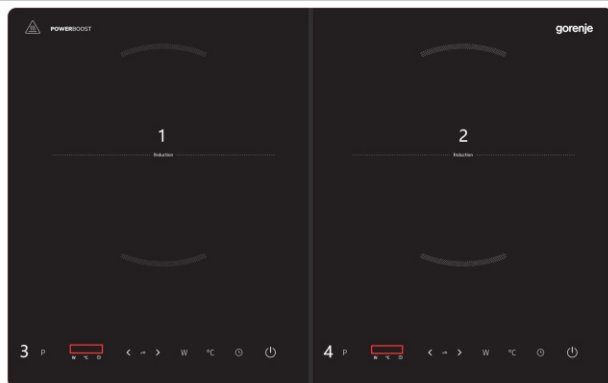 POWERBOOST
gorenje
1
2
Induction
Induction
3 P W °C W °C
4 P W °C W °C